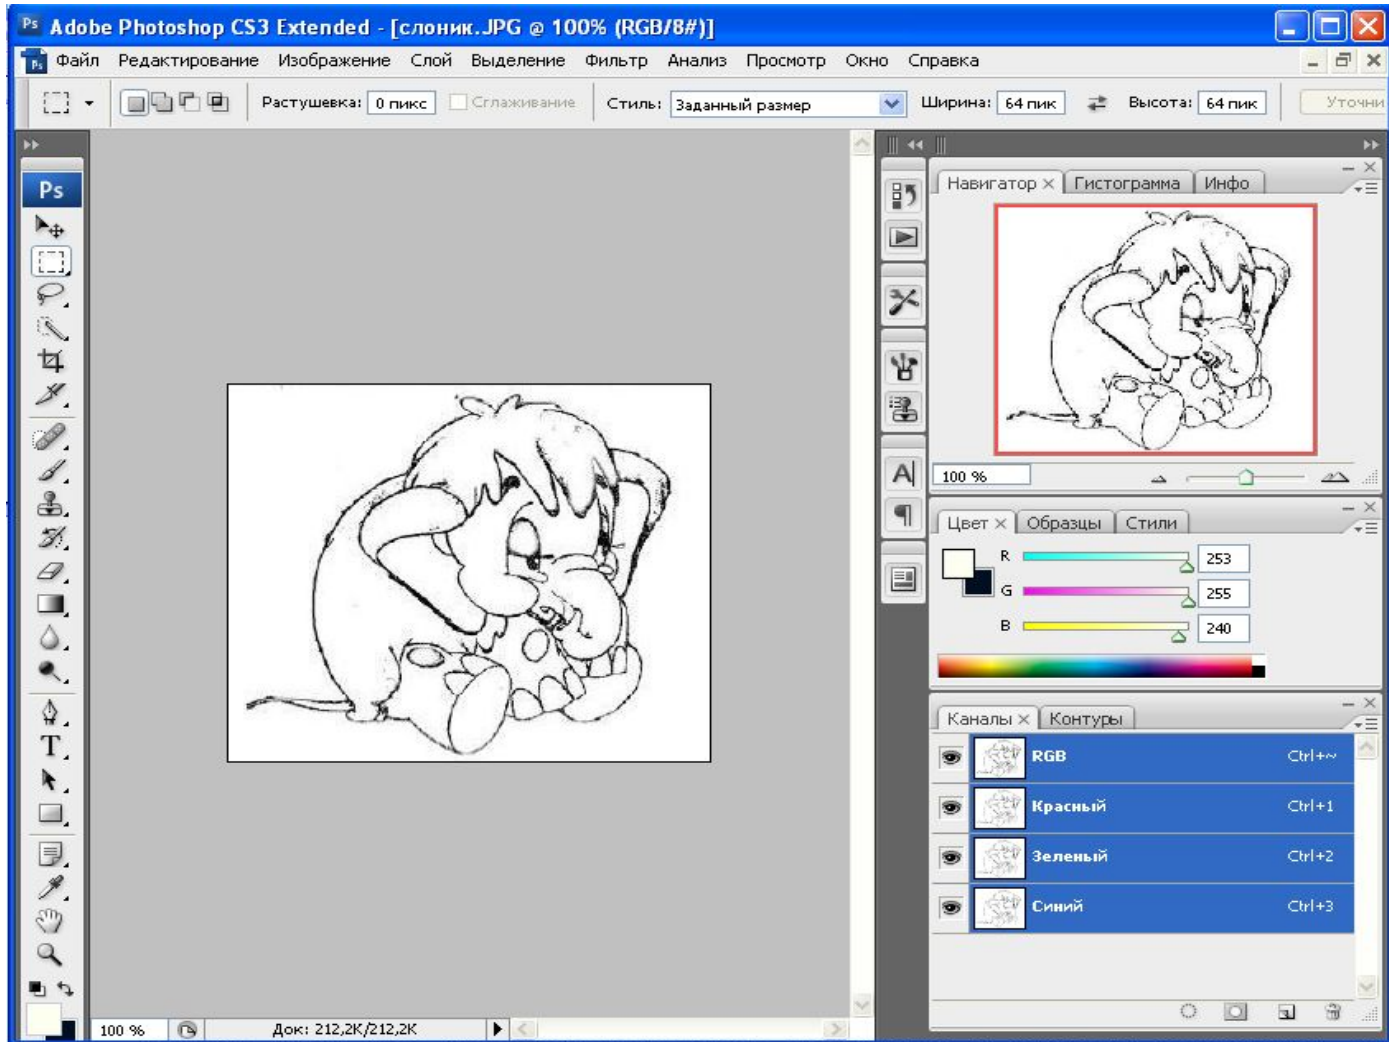 Ps Adobe Photoshop CS3 Extended - [слоник.JPG @ 100% (RGB/8#)]
Ps Файл Редактирование Изображение Слой Выделение Фильтр Анализ Просмотр Окно Справка
Растушевка: 0 пикс Сглаживание Стиль: Заданный размер Ширина: 64 пик Высота: 64 пик Уточни
Ps
Навигатор Гистограмма Инфо
100 %
Цвет Образцы Стили
R 253
G 255
B 240
Каналы Контуры
RGB Ctrl+~
Красный Ctrl+1
Зеленый Ctrl+2
Синий Ctrl+3
T
A
100 % Док: 212,2K/212,2K